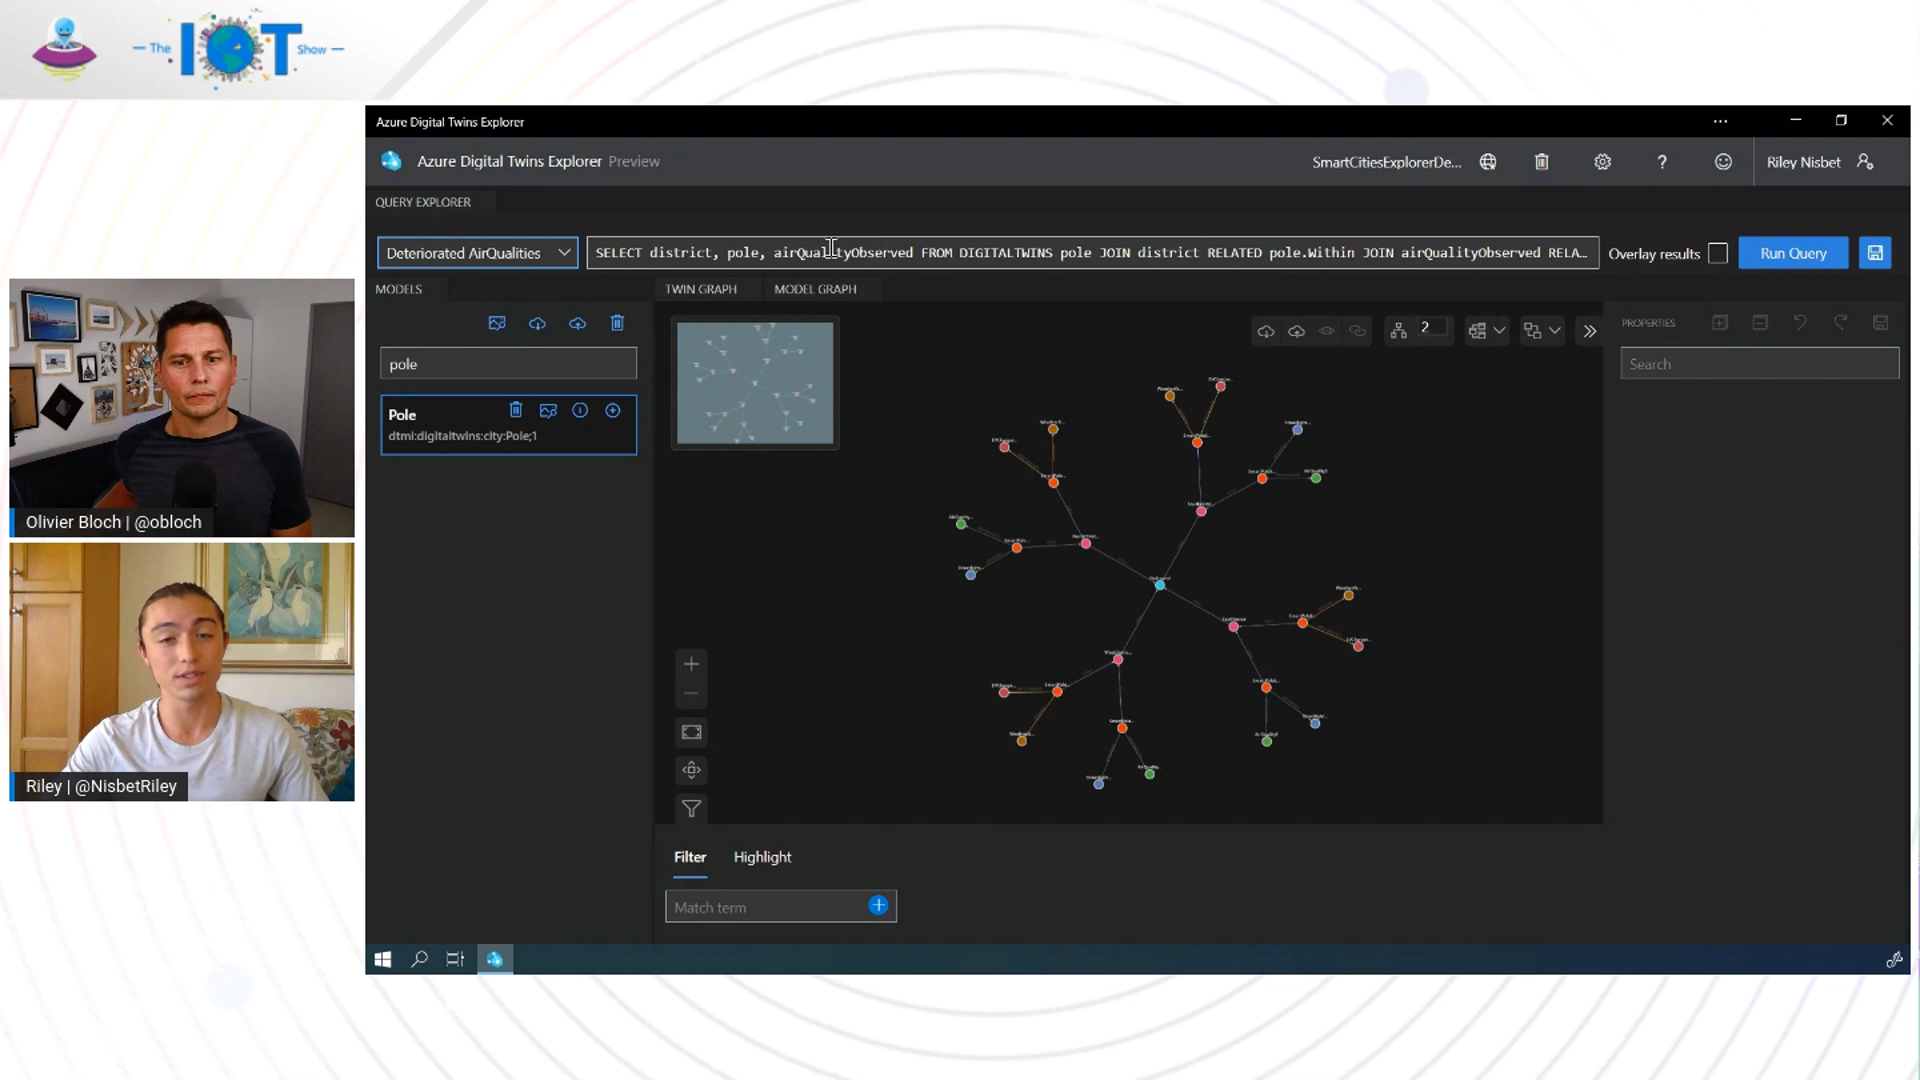 The IOT Show
Azure Digital Twins Explorer
Azure Digital Twins Explorer Preview
SmartCitiesExplorerDe...
Riley Nisbet
QUERY EXPLORER
Deteriorated AirQualities
SELECT district, pole, airQualityObserved FROM DIGITALTWINS pole JOIN district RELATED pole.Within JOIN airQualityObserved RELA...
Overlay results
Run Query
MODELS
TWIN GRAPH
MODEL GRAPH
2
PROPERTIES
Search
pole
Pole
dtmi:digitaltwins:city:Pole;1
Olivier Bloch | @obloch
Riley | @NisbetRiley
Filter
Highlight
Match term